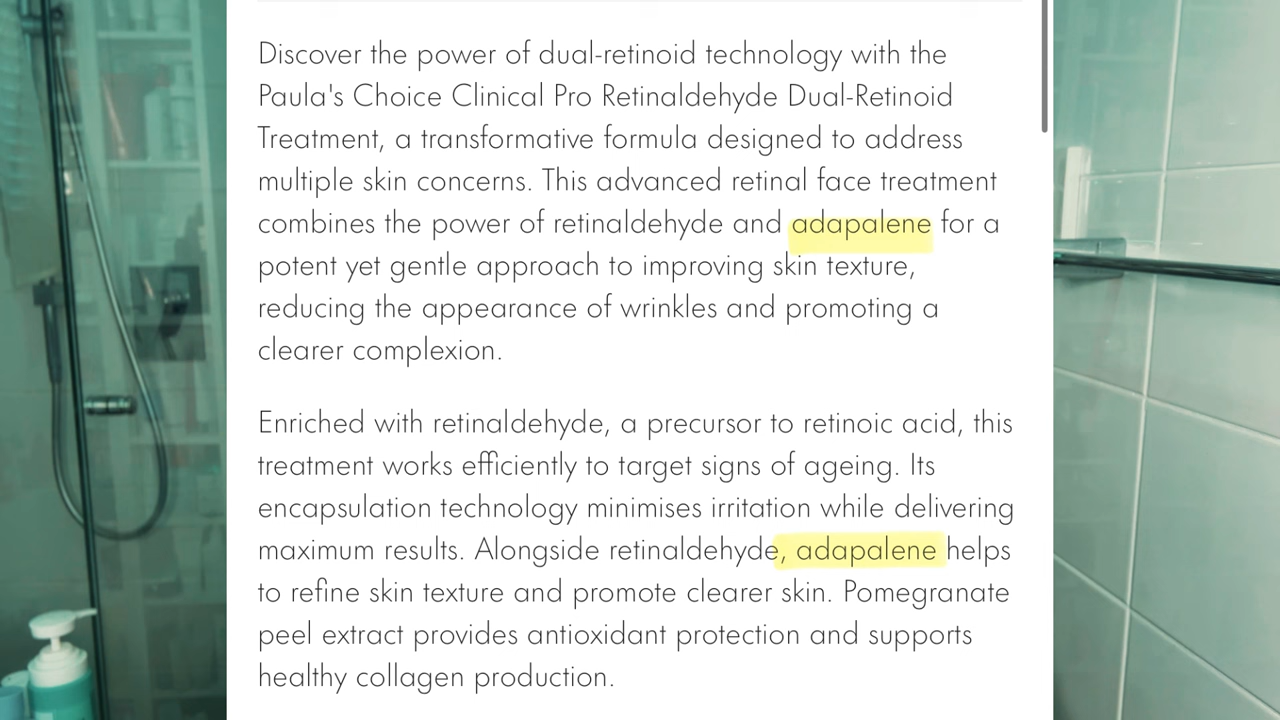 Discover the power of dual-retinoid technology with the
Paula's Choice Clinical Pro Retinaldehyde Dual-Retinoid
Treatment, a transformative formula designed to address
multiple skin concerns. This advanced retinal face treatment
combines the power of retinaldehyde and adapalene for a
potent yet gentle approach to improving skin texture,
reducing the appearance of wrinkles and promoting a
clearer complexion.
Enriched with retinaldehyde, a precursor to retinoic acid, this
treatment works efficiently to target signs of ageing. Its
encapsulation technology minimises irritation while delivering
maximum results. Alongside retinaldehyde, adapalene helps
to refine skin texture and promote clearer skin. Pomegranate
peel extract provides antioxidant protection and supports
healthy collagen production.